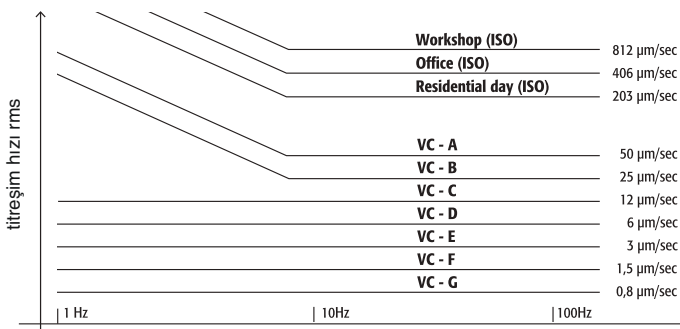 titreşim hızı rms
Workshop (ISO)
812 µm/sec
Office (ISO)
406 µm/sec
Residential day (ISO)
203 µm/sec
VC - A
50 µm/sec
VC - B
25 µm/sec
VC - C
12 µm/sec
VC - D
6 µm/sec
VC - E
3 µm/sec
VC - F
1,5 µm/sec
VC - G
0,8 µm/sec
1 Hz
10Hz
100Hz